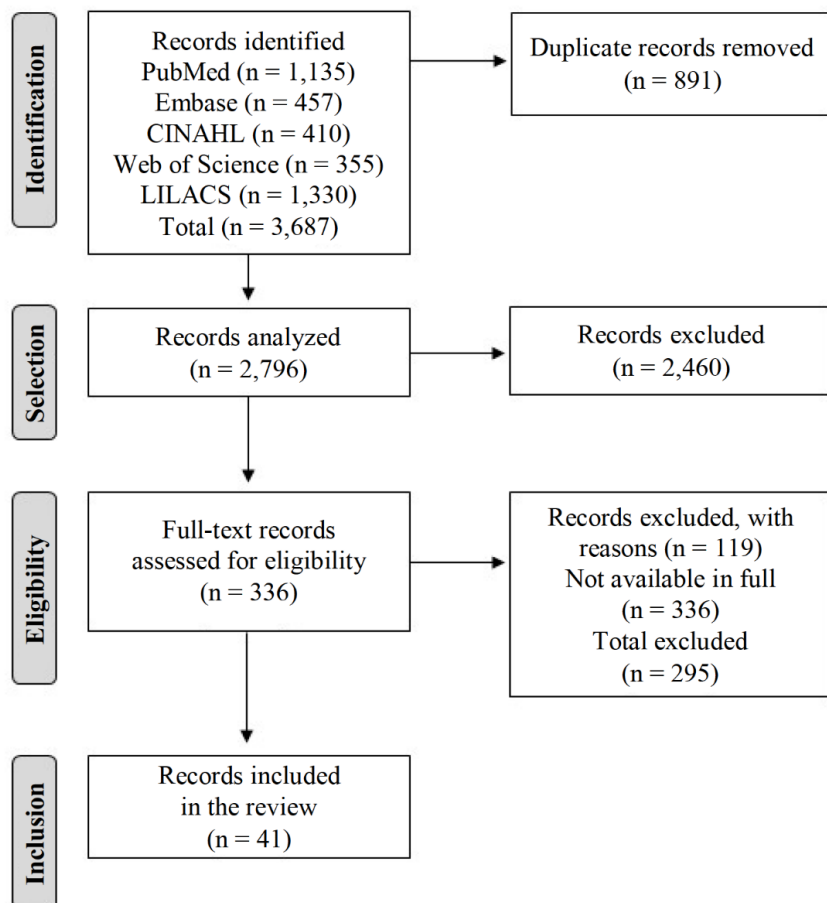 Identification
Records identified
PubMed (n = 1,135)
Embase (n = 457)
CINAHL (n = 410)
Web of Science (n = 355)
LILACS (n = 1,330)
Total (n = 3,687)
Duplicate records removed
(n = 891)
Selection
Records analyzed
(n = 2,796)
Records excluded
(n = 2,460)
Eligibility
Full-text records
assessed for eligibility
(n = 336)
Records excluded, with
reasons (n = 119)
Not available in full
(n = 336)
Total excluded
(n = 295)
Inclusion
Records included
in the review
(n = 41)